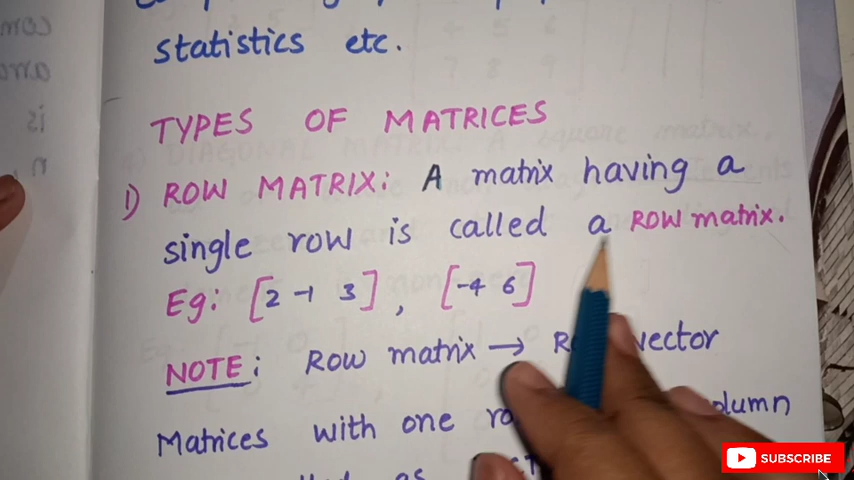 statistics etc.
TYPES OF MATRICES
1) ROW MATRIX: A matrix having a
single row is called a ROW matrix.
Eg: [2 -1 3], [-4 6]
NOTE: Row matrix → vector
Matrices with one
SUBSCRIBE